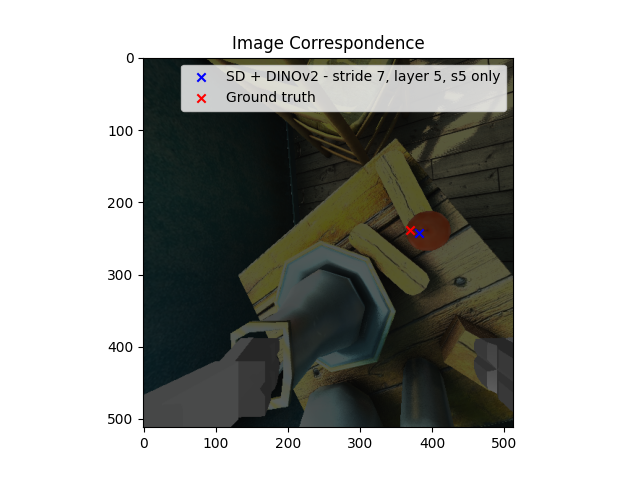 Image Correspondence
SD + DINOv2 - stride 7, layer 5, s5 only
Ground truth
0
100
200
300
400
500
0 100 200 300 400 500